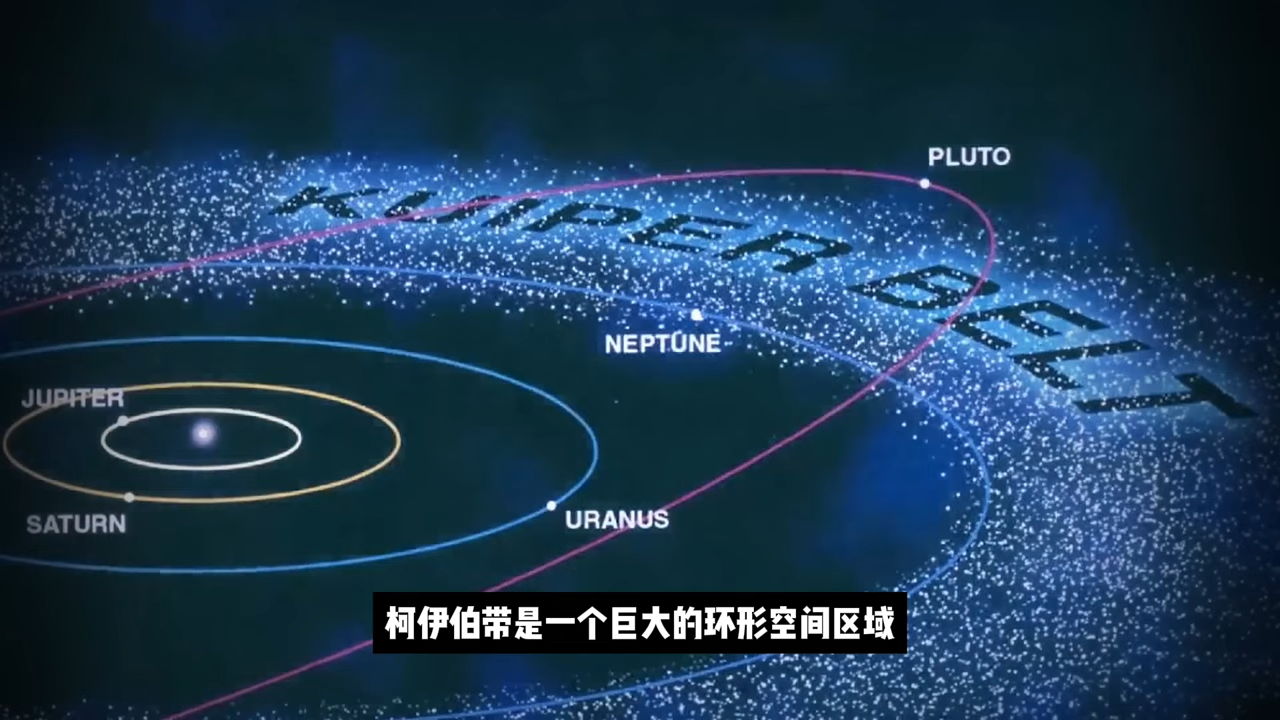 PLUTO
KUIPER BELT
NEPTUNE
JUPITER
SATURN
URANUS
柯伊伯带是一个巨大的环形空间区域